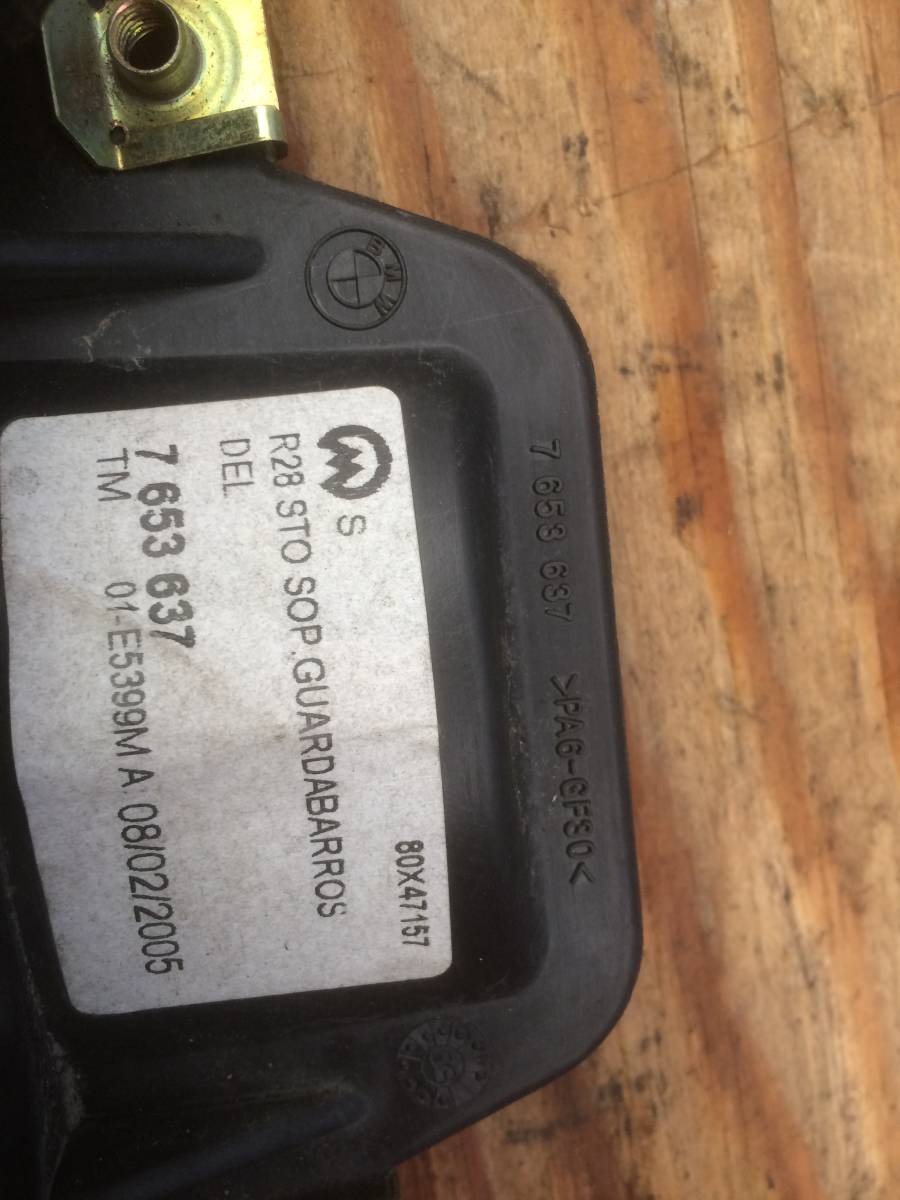 BMW
S
80X47157
R28 STO SOP.GUARDABARROS
DEL
7 653 637
TM 01-E5399M A 08/02/2005
7 653 637 >PA6-GF30<